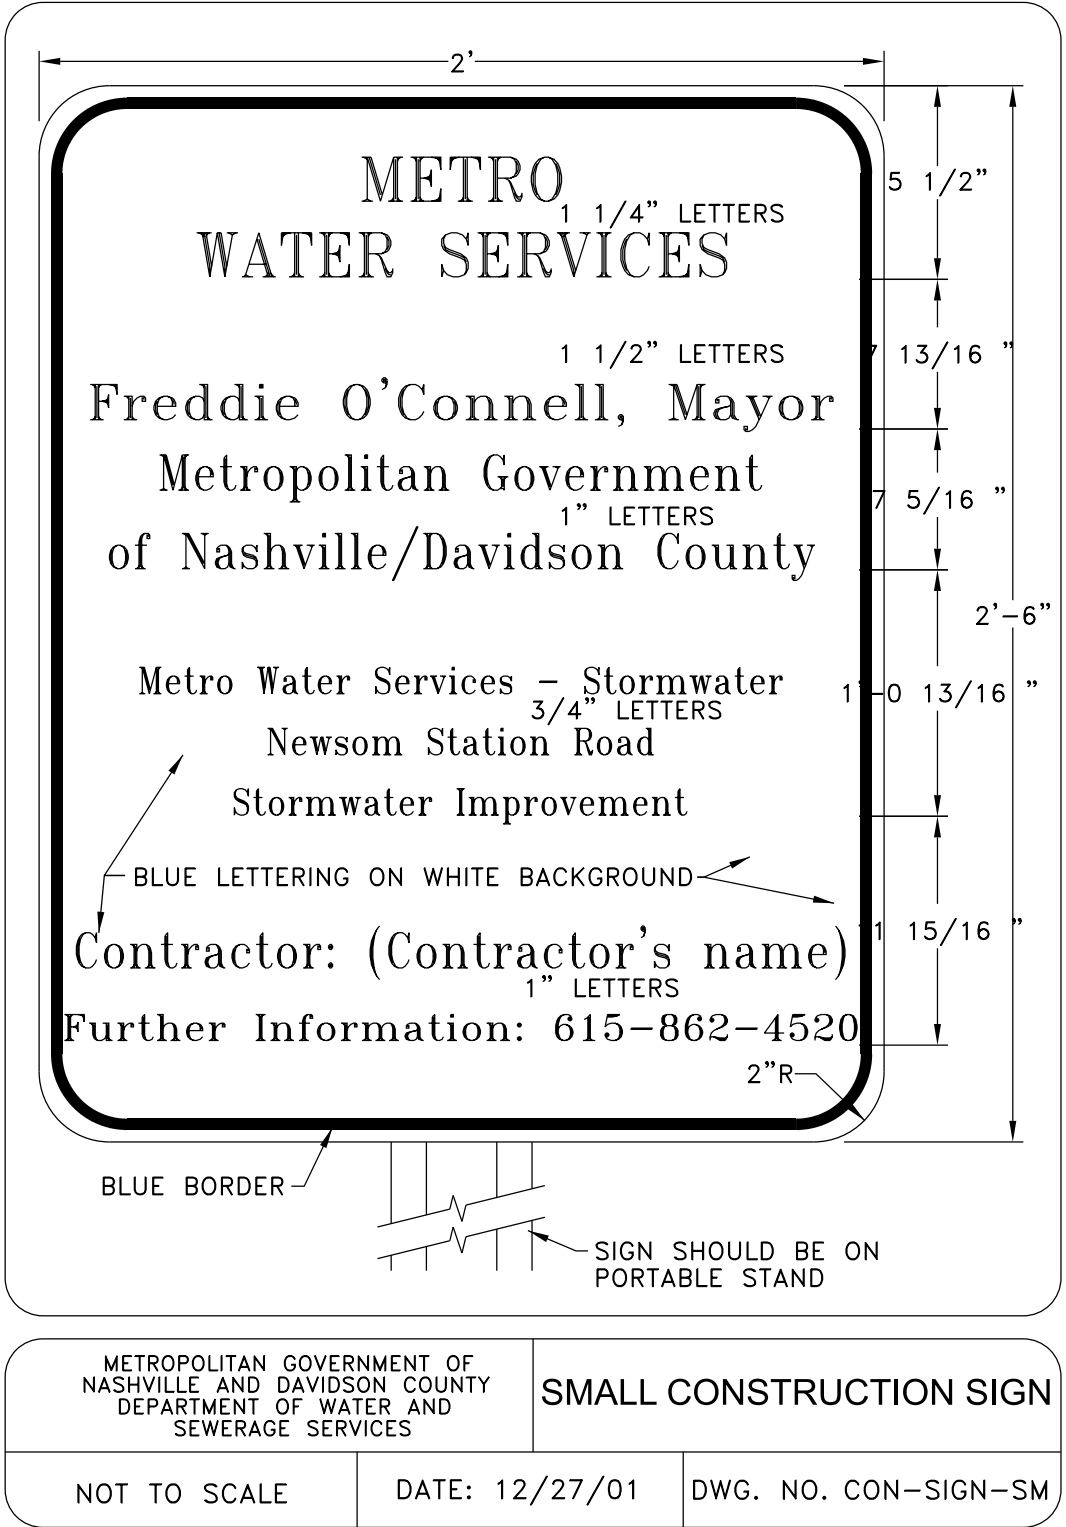 2'
METRO
5 1/2"
1 1/4" LETTERS
WATER SERVICES
1 1/2" LETTERS
7 13/16 "
Freddie O'Connell, Mayor
Metropolitan Government
7 5/16 "
1" LETTERS
of Nashville/Davidson County
2'-6"
Metro Water Services - Stormwater
1'-0 13/16 "
3/4" LETTERS
Newsom Station Road
Stormwater Improvement
BLUE LETTERING ON WHITE BACKGROUND
15/16 "
Contractor: (Contractor's name)
1" LETTERS
Further Information: 615-862-4520
2"R
BLUE BORDER
SIGN SHOULD BE ON
PORTABLE STAND
METROPOLITAN GOVERNMENT OF
NASHVILLE AND DAVIDSON COUNTY
DEPARTMENT OF WATER AND
SEWERAGE SERVICES
SMALL CONSTRUCTION SIGN
NOT TO SCALE
DATE: 12/27/01
DWG. NO. CON-SIGN-SM